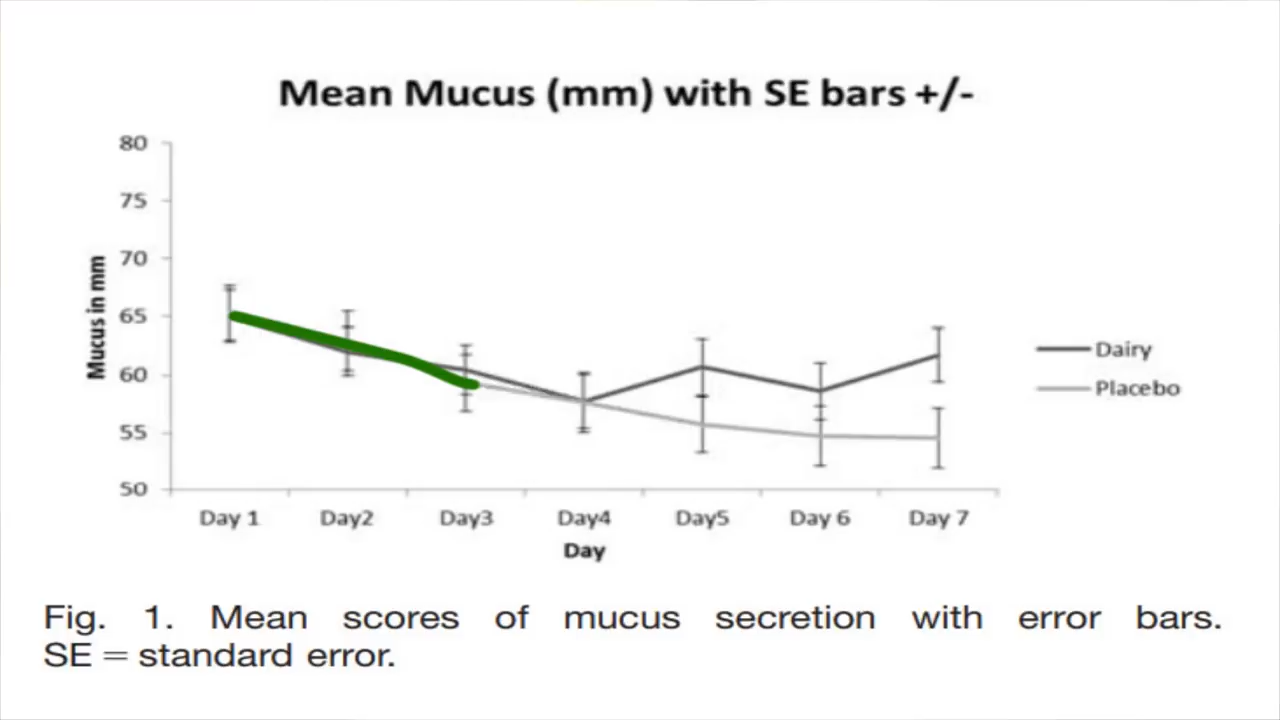 Mean Mucus (mm) with SE bars +/-
80
75
70
65
60
55
50
Mucus in mm
Day 1 Day2 Day3 Day4 Day5 Day 6 Day 7
Day
Dairy
Placebo
Fig. 1. Mean scores of mucus secretion with error bars.
SE = standard error.